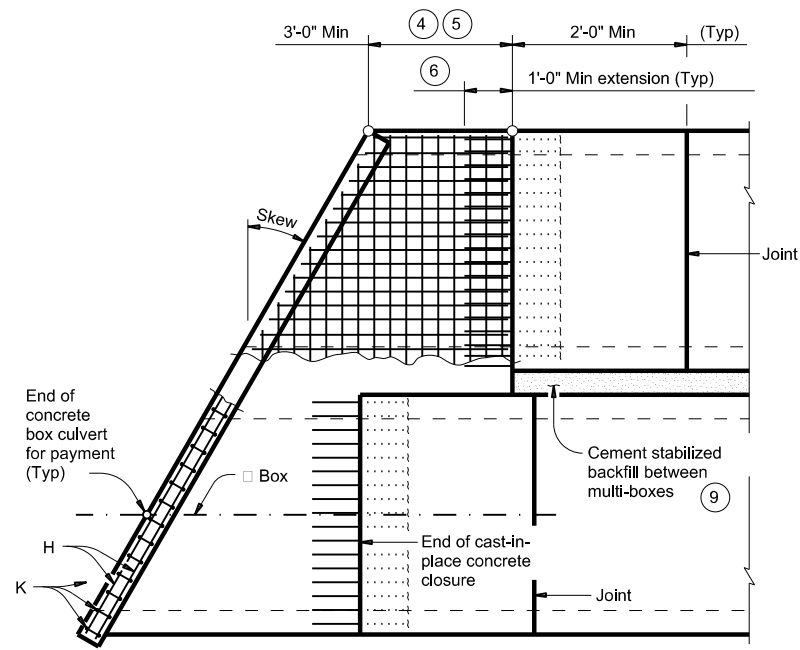 3'-0" Min
4 5
2'-0" Min
(Typ)
6
1'-0" Min extension (Typ)
Skew
Joint
End of
concrete
box culvert
for payment
(Typ)
□ Box
Cement stabilized
backfill between
multi-boxes
9
H
End of cast-in-
place concrete
closure
K
Joint